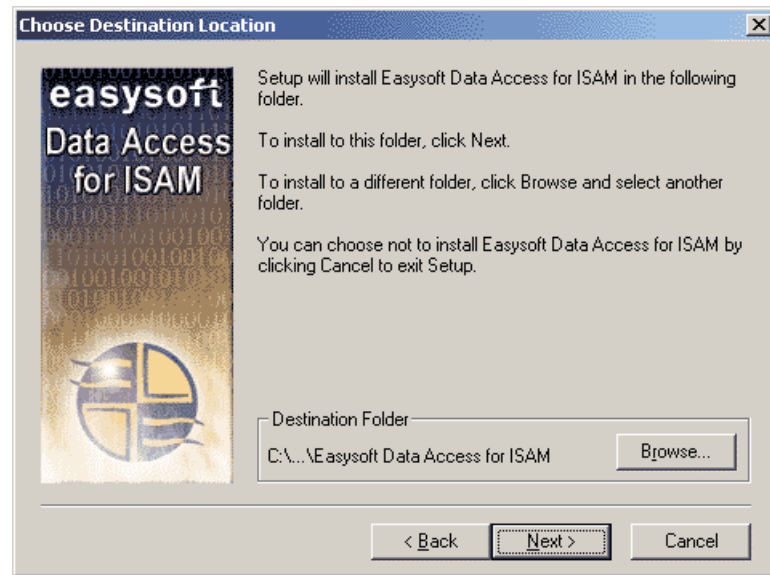 Choose Destination Location
easysoft
Data Access
for ISAM
Setup will install Easysoft Data Access for ISAM in the following
folder.
To install to this folder, click Next.
To install to a different folder, click Browse and select another
folder.
You can choose not to install Easysoft Data Access for ISAM by
clicking Cancel to exit Setup.
Destination Folder
C:\...\Easysoft Data Access for ISAM
Browse...
< Back
Next >
Cancel